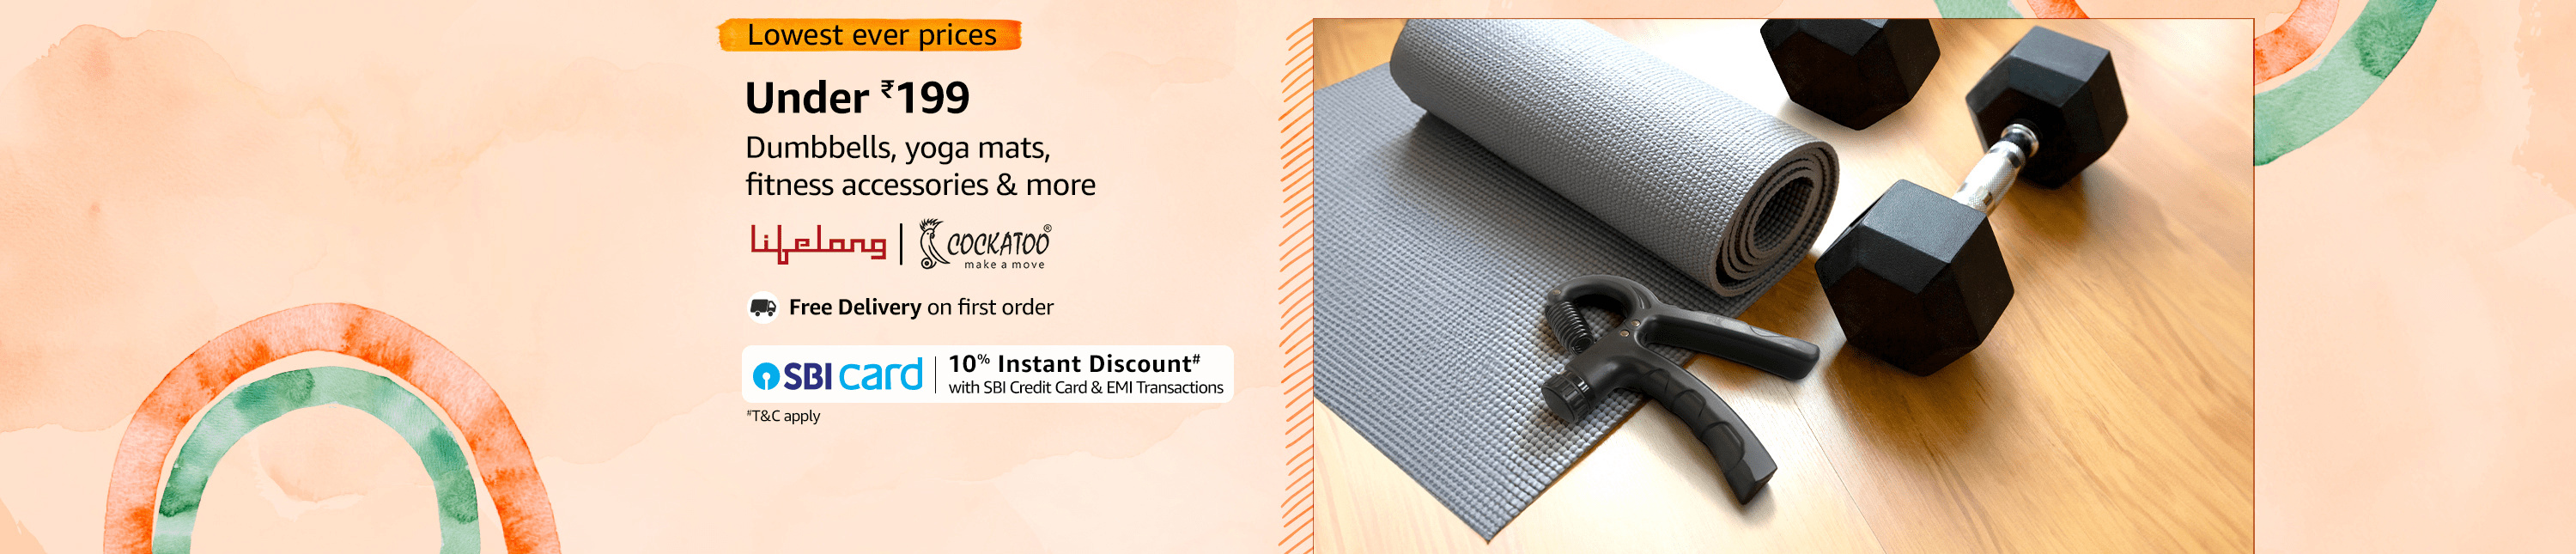 Lowest ever prices
Under ₹199
Dumbbells, yoga mats,
fitness accessories & more
Lifelong | COCKATOO®
make a move
Free Delivery on first order
SBI card | 10% Instant Discount#
with SBI Credit Card & EMI Transactions
#T&C apply